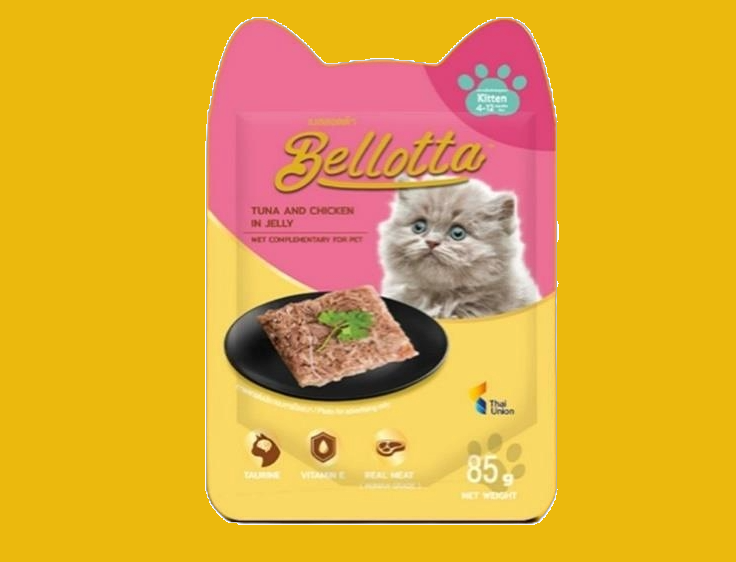 Kitten
4-12
Bellotta
TUNA AND CHICKEN
IN JELLY
WET COMPLEMENTARY FOR PET
Thai
Union
TAURINE
VITAMIN E
REAL MEAT
85g
NET WEIGHT